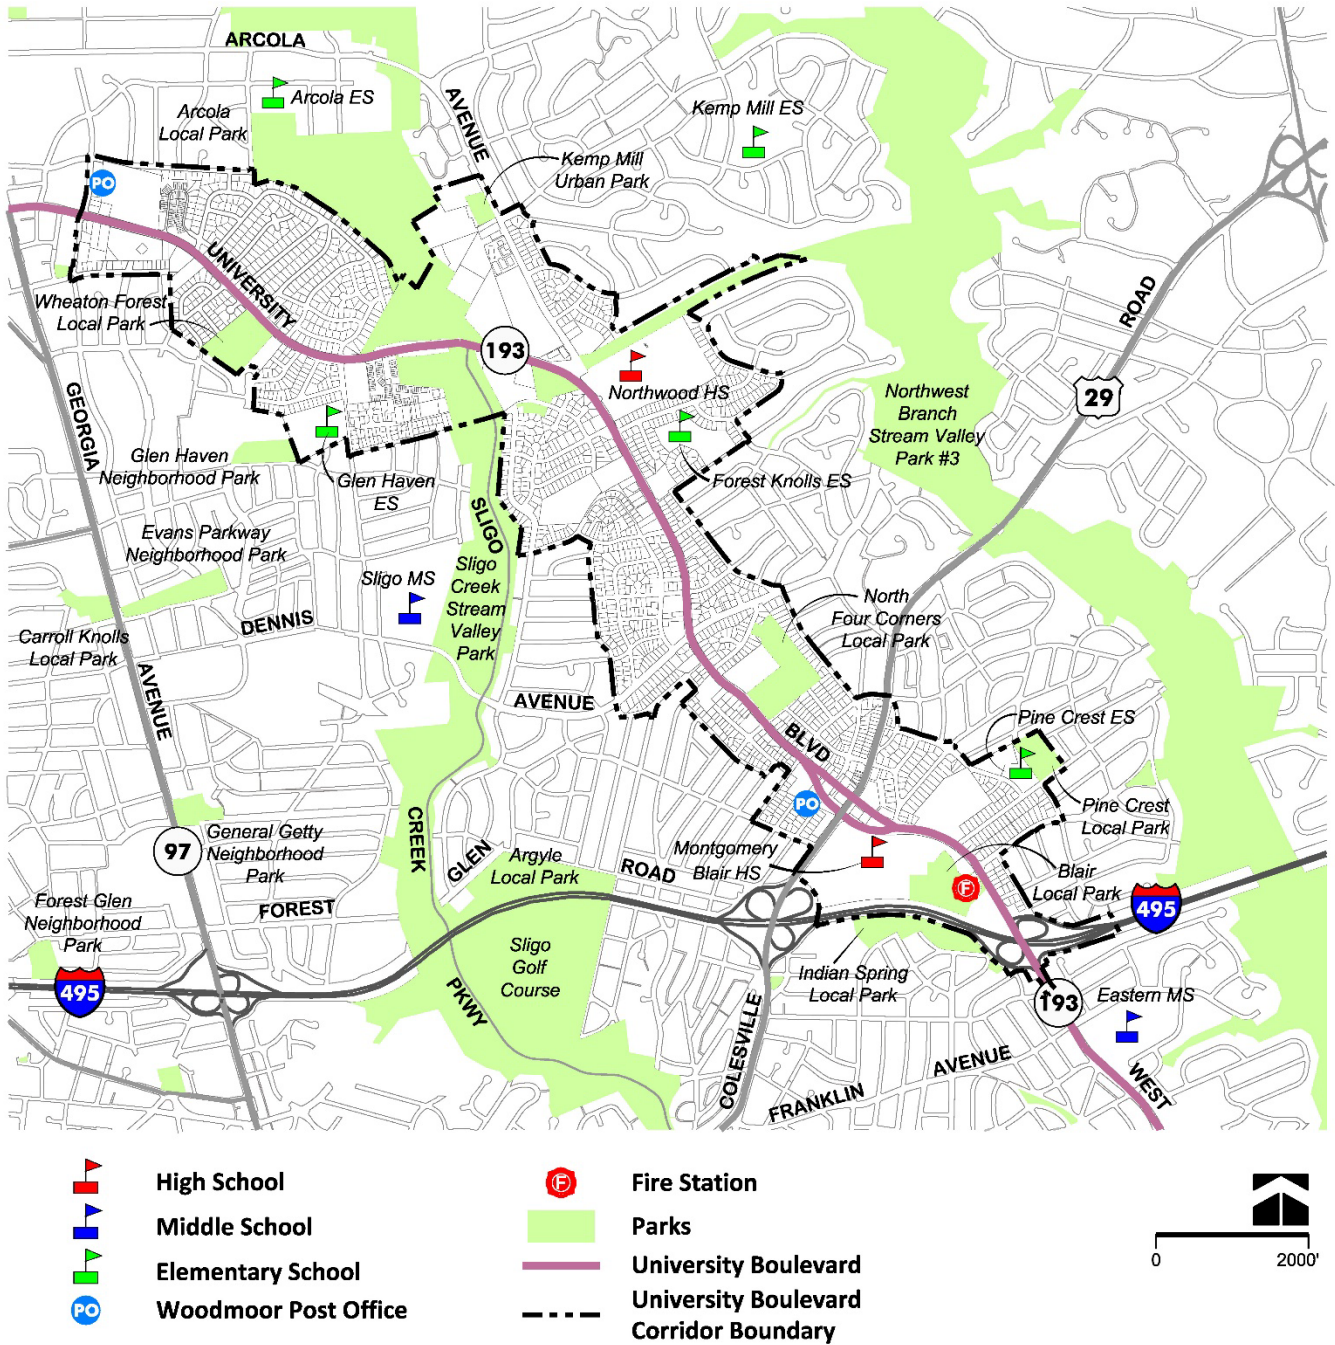 ARCOLA
AVENUE
Arcola ES
Arcola
Local Park
Kemp Mill ES
Kemp Mill
Urban Park
PO
UNIVERSITY
Wheaton Forest
Local Park
193
ROAD
29
Northwood HS
Northwest
Branch
Stream Valley
Park #3
GEORGIA
Glen Haven
Neighborhood Park
Glen Haven
ES
Forest Knolls ES
SLIGO
Evans Parkway
Neighborhood Park
Sligo MS
Sligo
Creek
Stream
Valley
Park
North
Four Corners
Local Park
DENNIS
Carroll Knolls
Local Park
AVENUE
AVENUE
BLVD
Pine Crest ES
PO
Pine Crest
Local Park
CREEK
GLEN
97
General Getty
Neighborhood
Park
Argyle
Local Park
ROAD
Montgomery
Blair HS
Blair
Local Park
F
495
Forest Glen
Neighborhood
Park
FOREST
Sligo
Golf
Course
Indian Spring
Local Park
495
PKWY
COLESVILLE
193
Eastern MS
FRANKLIN
AVENUE
WEST
High School
Middle School
Elementary School
PO
Woodmoor Post Office
F
Fire Station
Parks
University Boulevard
University Boulevard
Corridor Boundary
0
2000'